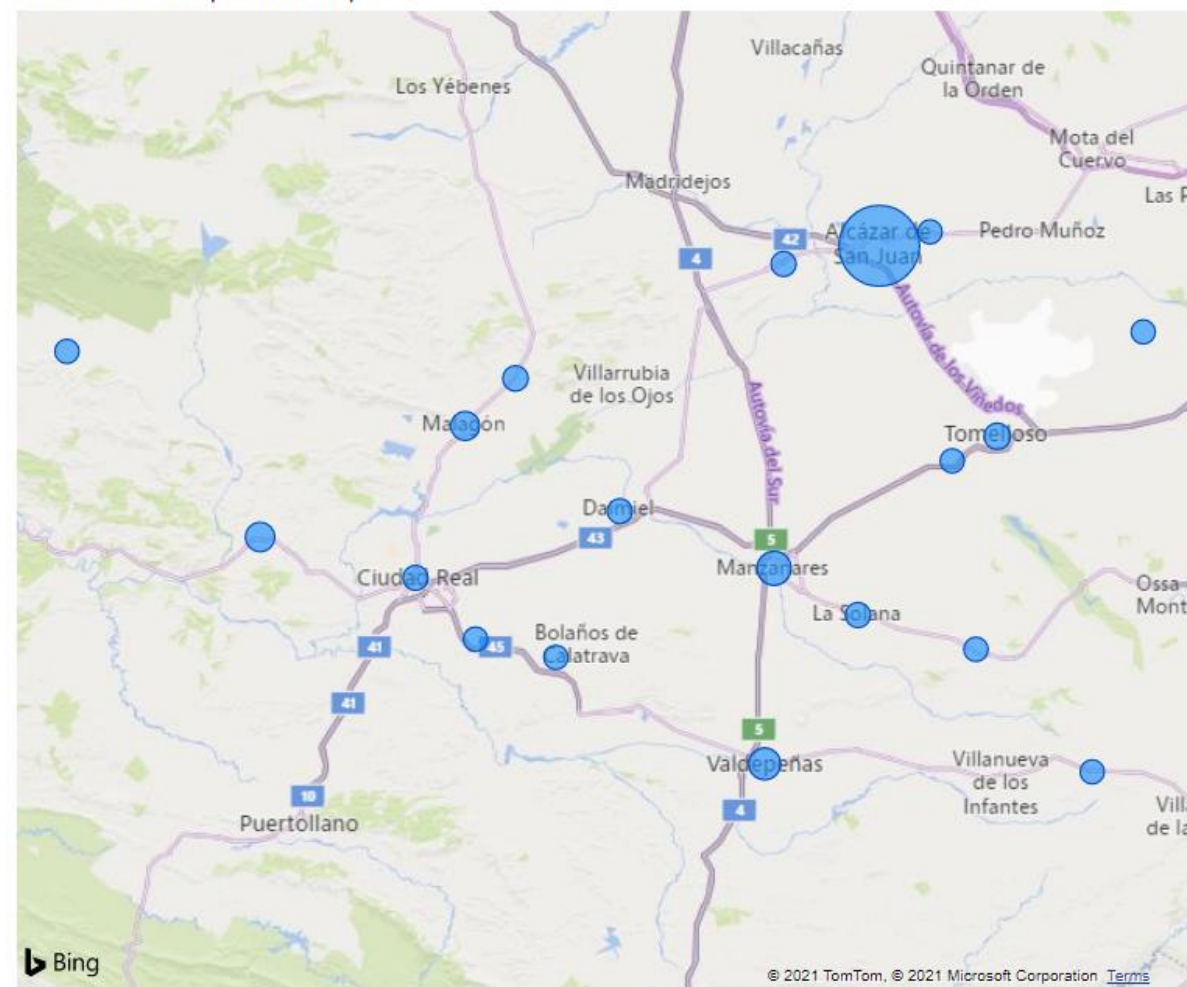 Villacañas
Los Yébenes
Quintanar de
la Orden
Mota del
Cuervo
Madridejos
Las P
Alcázar de
San Juan
Pedro Muñoz
42
4
Autovía de los Viñedos
Villarrubia
de los Ojos
Autovía del Sur
Malagón
Tomelloso
Daimiel
43
5
Manzanares
Ciudad Real
Ossa
Mont
La Solana
Bolaños de
Calatrava
41
45
41
5
Valdepeñas
Villanueva
de los
Infantes
10
4
Vill
de la
Puertollano
Bing
© 2021 TomTom, © 2021 Microsoft Corporation Terms